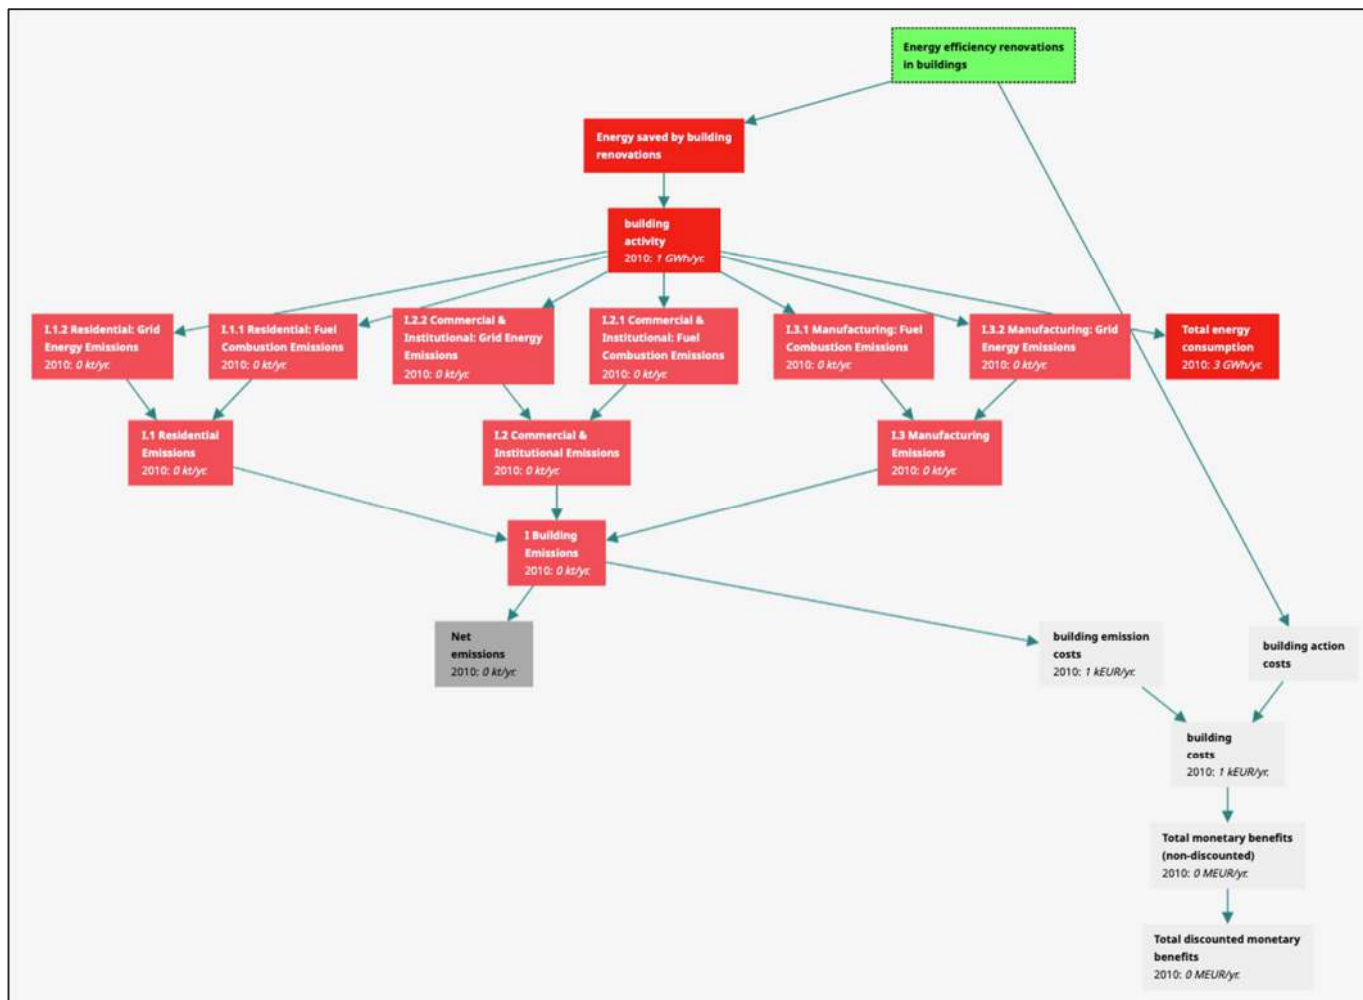 Energy efficiency renovations
in buildings
Energy saved by building
renovations
building
activity
2010: 1 GWh/yr.
I.1.2 Residential: Grid
Energy Emissions
2010: 0 kt/yr.
I.1.1 Residential: Fuel
Combustion Emissions
2010: 0 kt/yr.
I.2.2 Commercial &
Institutional: Grid Energy
Emissions
2010: 0 kt/yr.
I.2.1 Commercial &
Institutional: Fuel
Combustion Emissions
2010: 0 kt/yr.
I.3.1 Manufacturing: Fuel
Combustion Emissions
2010: 0 kt/yr.
I.3.2 Manufacturing: Grid
Energy Emissions
2010: 0 kt/yr.
Total energy
consumption
2010: 3 GWh/yr.
I.1 Residential
Emissions
2010: 0 kt/yr.
I.2 Commercial &
Institutional Emissions
2010: 0 kt/yr.
I.3 Manufacturing
Emissions
2010: 0 kt/yr.
I Building
Emissions
2010: 0 kt/yr.
Net
emissions
2010: 0 kt/yr.
building emission
costs
2010: 1 kEUR/yr.
building action
costs
building
costs
2010: 1 kEUR/yr.
Total monetary benefits
(non-discounted)
2010: 0 MEUR/yr.
Total discounted monetary
benefits
2010: 0 MEUR/yr.